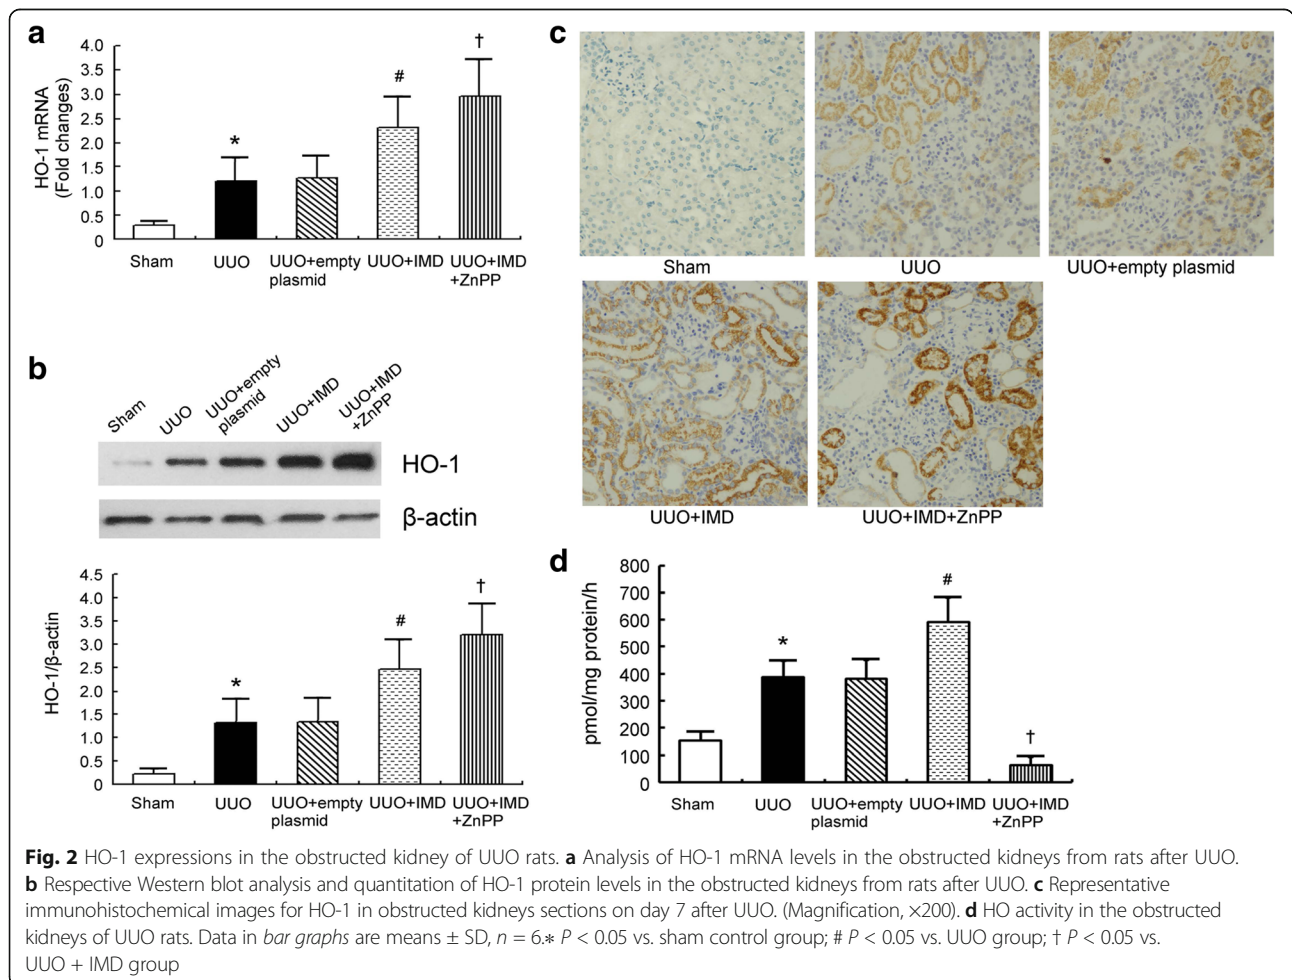 a
4.0
3.5
3.0
2.5
2.0
1.5
1.0
0.5
0
HO-1 mRNA
(Fold changes)
*
#
†
Sham
UUO
UUO+empty
plasmid
UUO+IMD
UUO+IMD
+ZnPP
b
Sham
UUO
UUO+empty
plasmid
UUO+IMD
UUO+IMD
+ZnPP
HO-1
β-actin
4.5
4.0
3.5
3.0
2.5
2.0
1.5
1.0
0.5
0
HO-1/β-actin
*
#
†
Sham
UUO
UUO+empty
plasmid
UUO+IMD
UUO+IMD
+ZnPP
c
Sham
UUO
UUO+empty plasmid
UUO+IMD
UUO+IMD+ZnPP
d
800
700
600
500
400
300
200
100
0
pmol/mg protein/h
*
#
†
Sham
UUO
UUO+empty
plasmid
UUO+IMD
UUO+IMD
+ZnPP
Fig. 2 HO-1 expressions in the obstructed kidney of UUO rats. a Analysis of HO-1 mRNA levels in the obstructed kidneys from rats after UUO.
b Respective Western blot analysis and quantitation of HO-1 protein levels in the obstructed kidneys from rats after UUO. c Representative
immunohistochemical images for HO-1 in obstructed kidneys sections on day 7 after UUO. (Magnification, ×200). d HO activity in the obstructed
kidneys of UUO rats. Data in bar graphs are means ± SD, n = 6.* P < 0.05 vs. sham control group; # P < 0.05 vs. UUO group; † P < 0.05 vs.
UUO + IMD group